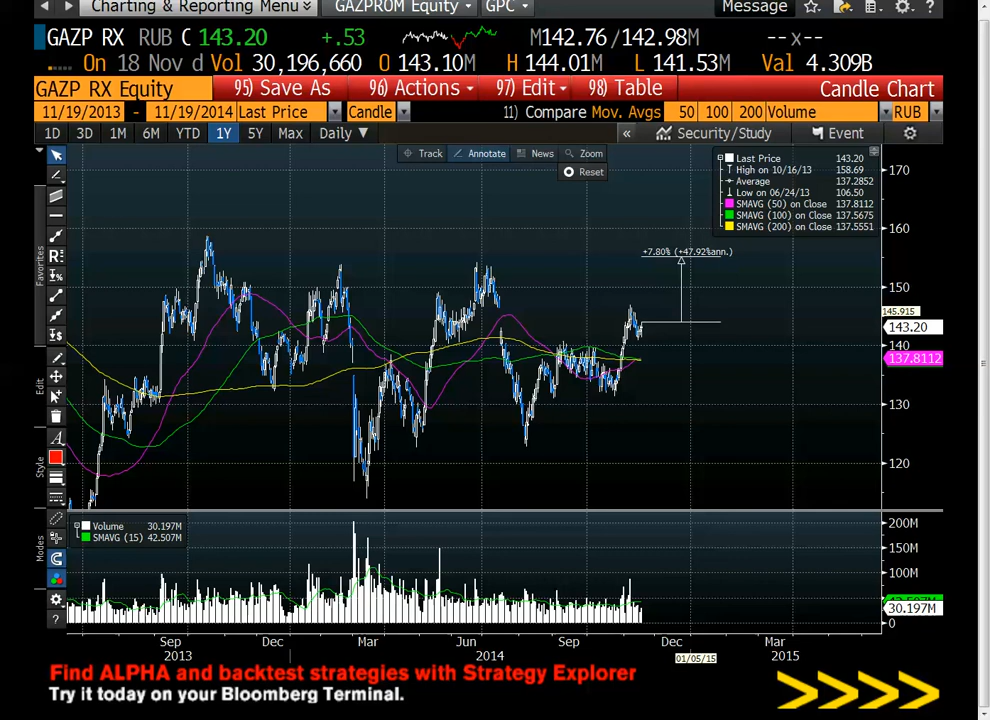 Charting & Reporting Menu GAZPROM Equity GPC Message ?
GAZP RX RUB C 143.20 +.53 M142.76/142.98M --x--
On 18 Nov d Vol 30,196,660 O 143.10M H 144.01M L 141.53M Val 4.309B
GAZP RX Equity 95) Save As 96) Actions 97) Edit 98) Table Candle Chart
11/19/2013 - 11/19/2014 Last Price Candle 11) Compare Mov. Avgs 50 100 200 Volume RUB
1D 3D 1M 6M YTD 1Y 5Y Max Daily « Security/Study Event
Track Annotate News Zoom
Reset
Last Price 143.20
High on 10/16/13 158.69
Average 137.2852
Low on 06/24/13 106.50
SMAVG (50) on Close 137.8112
SMAVG (100) on Close 137.5675
SMAVG (200) on Close 137.5551
170
160
+7.80% (+47.92%ann.)
150
145.915
143.20
140
137.8112
130
120
Favorites
Edit
Style
Modes
Volume 30.197M
SMAVG (15) 42.507M
200M
150M
100M
30.197M
0
Sep Dec Mar Jun Sep Dec Mar
2013 2014 01/05/15 2015
Find ALPHA and backtest strategies with Strategy Explorer
Try it today on your Bloomberg Terminal.